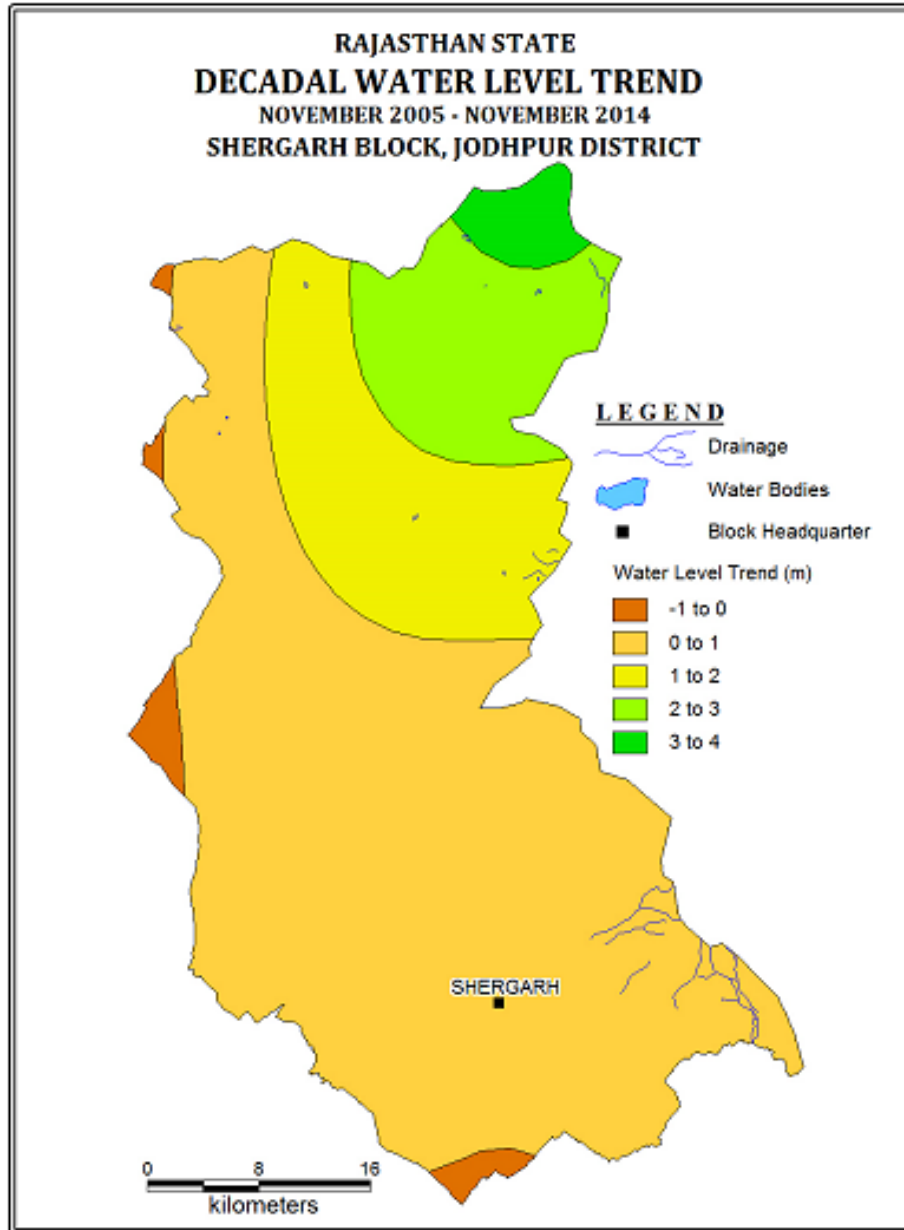 RAJASTHAN STATE
DECADAL WATER LEVEL TREND
NOVEMBER 2005 - NOVEMBER 2014
SHERGARH BLOCK, JODHPUR DISTRICT
LEGEND
Drainage
Water Bodies
Block Headquarter
Water Level Trend (m)
-1 to 0
0 to 1
1 to 2
2 to 3
3 to 4
SHERGARH
0 8 16
kilometers